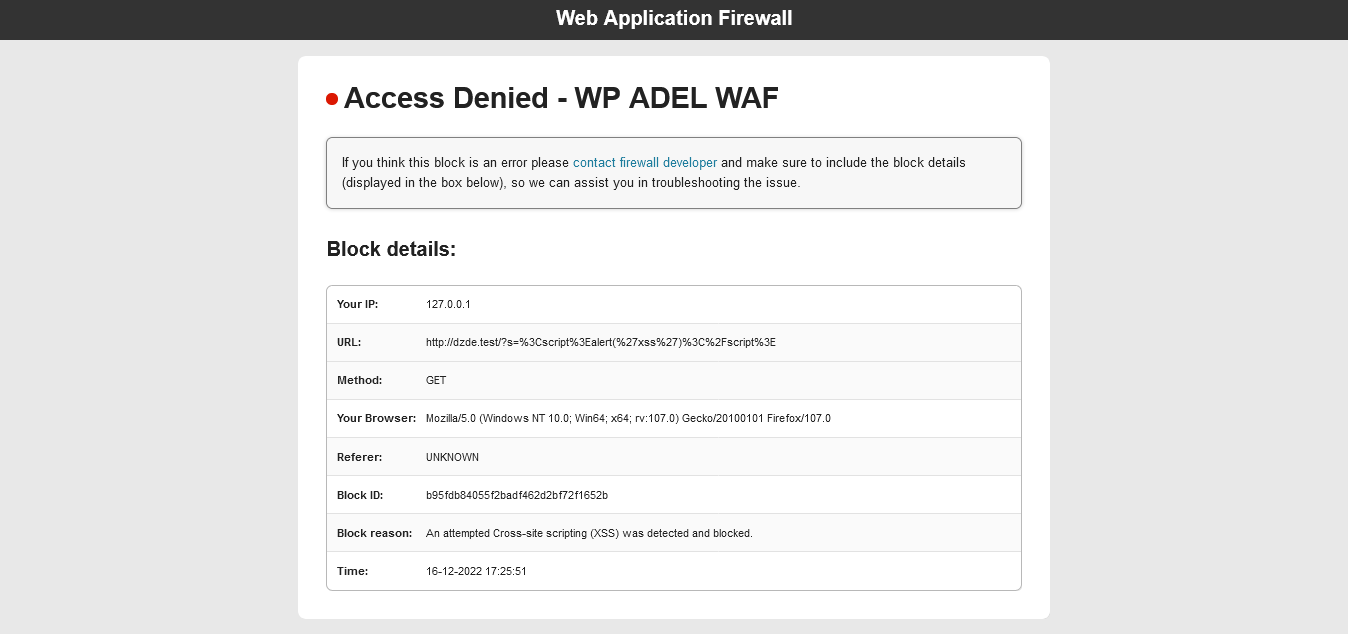 Web Application Firewall
Access Denied - WP ADEL WAF
If you think this block is an error please contact firewall developer and make sure to include the block details
(displayed in the box below), so we can assist you in troubleshooting the issue.
Block details:
Your IP: 127.0.0.1
URL: http://dzde.test/?s=%3Cscript%3Ealert(%27xss%27)%3C%2Fscript%3E
Method: GET
Your Browser: Mozilla/5.0 (Windows NT 10.0; Win64; x64; rv:107.0) Gecko/20100101 Firefox/107.0
Referer: UNKNOWN
Block ID: b95fdb84055f2badf462d2bf72f1652b
Block reason: An attempted Cross-site scripting (XSS) was detected and blocked.
Time: 16-12-2022 17:25:51